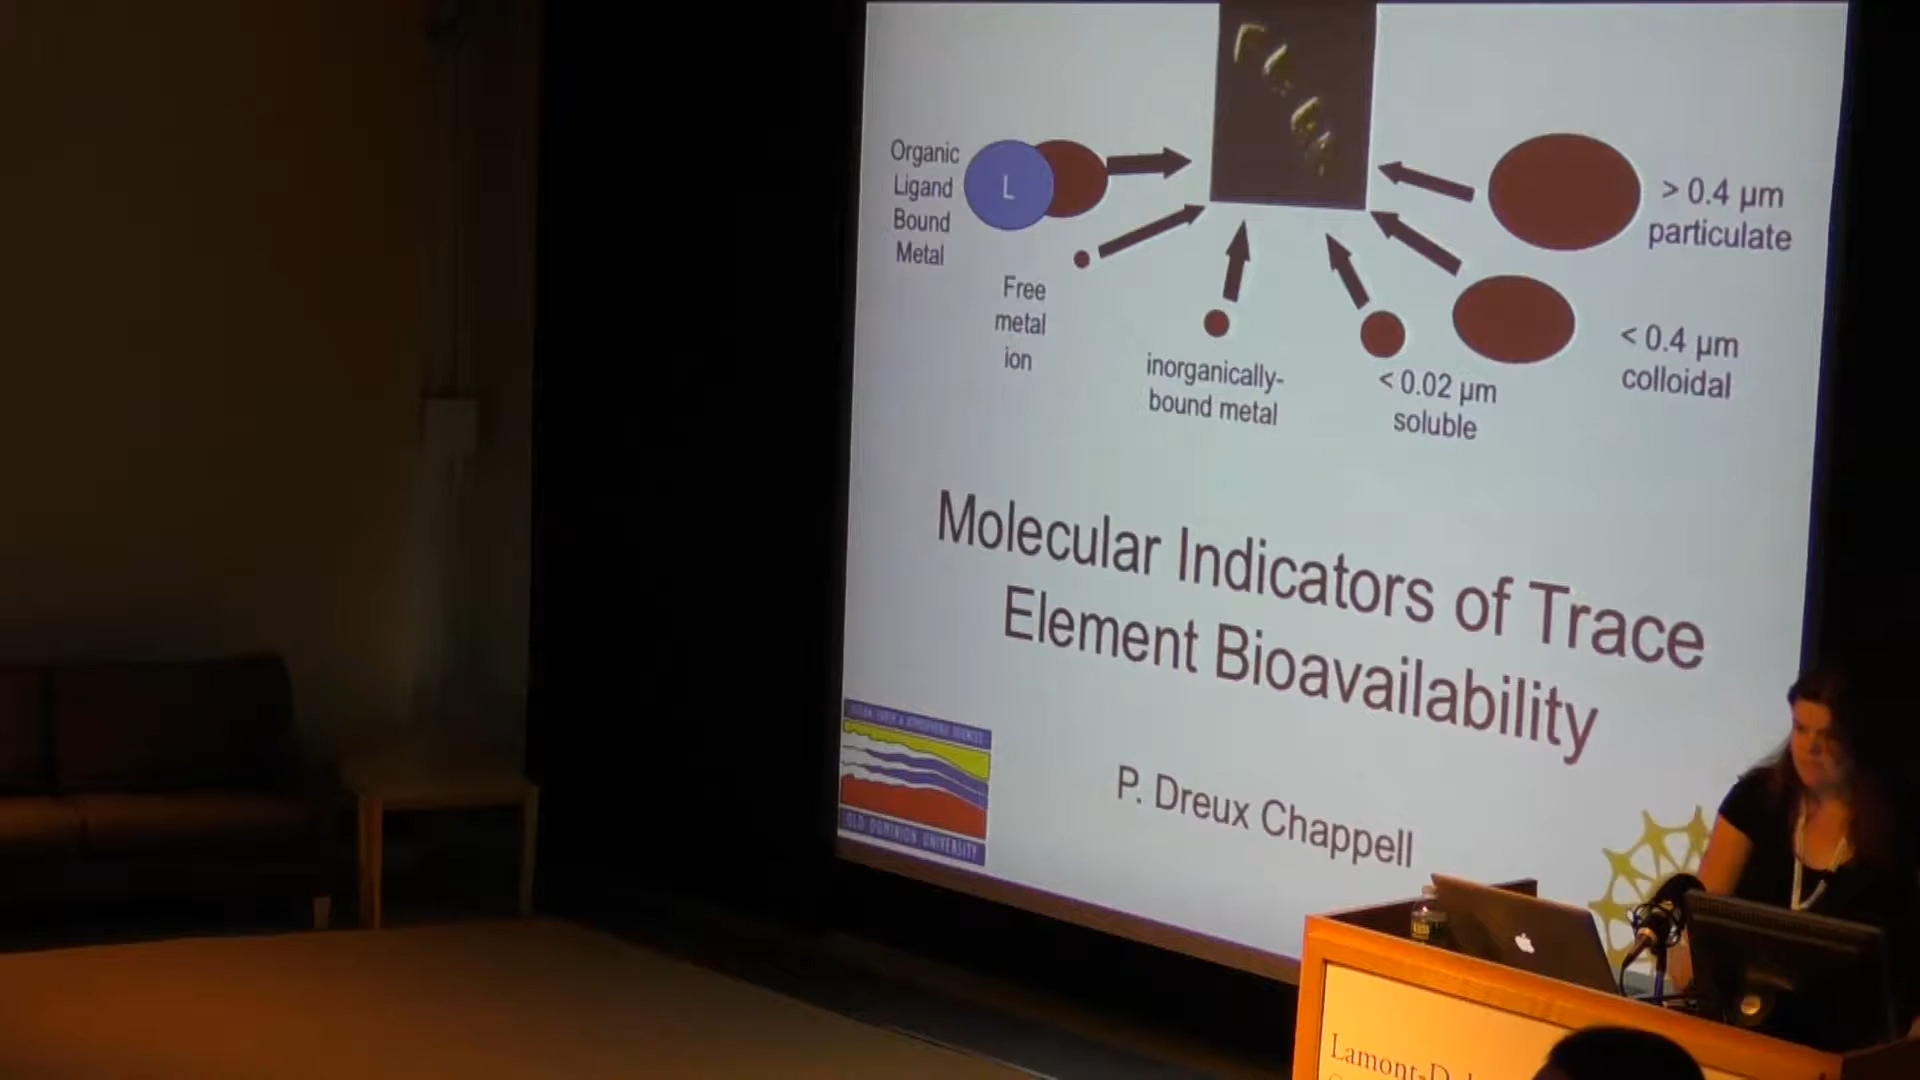 Organic
Ligand
Bound
Metal
L
Free
metal
ion
inorganically-
bound metal
< 0.02 µm
soluble
< 0.4 µm
colloidal
> 0.4 µm
particulate
Molecular Indicators of Trace
Element Bioavailability
P. Dreux Chappell
OLD DOMINION UNIVERSITY
Lamont-D